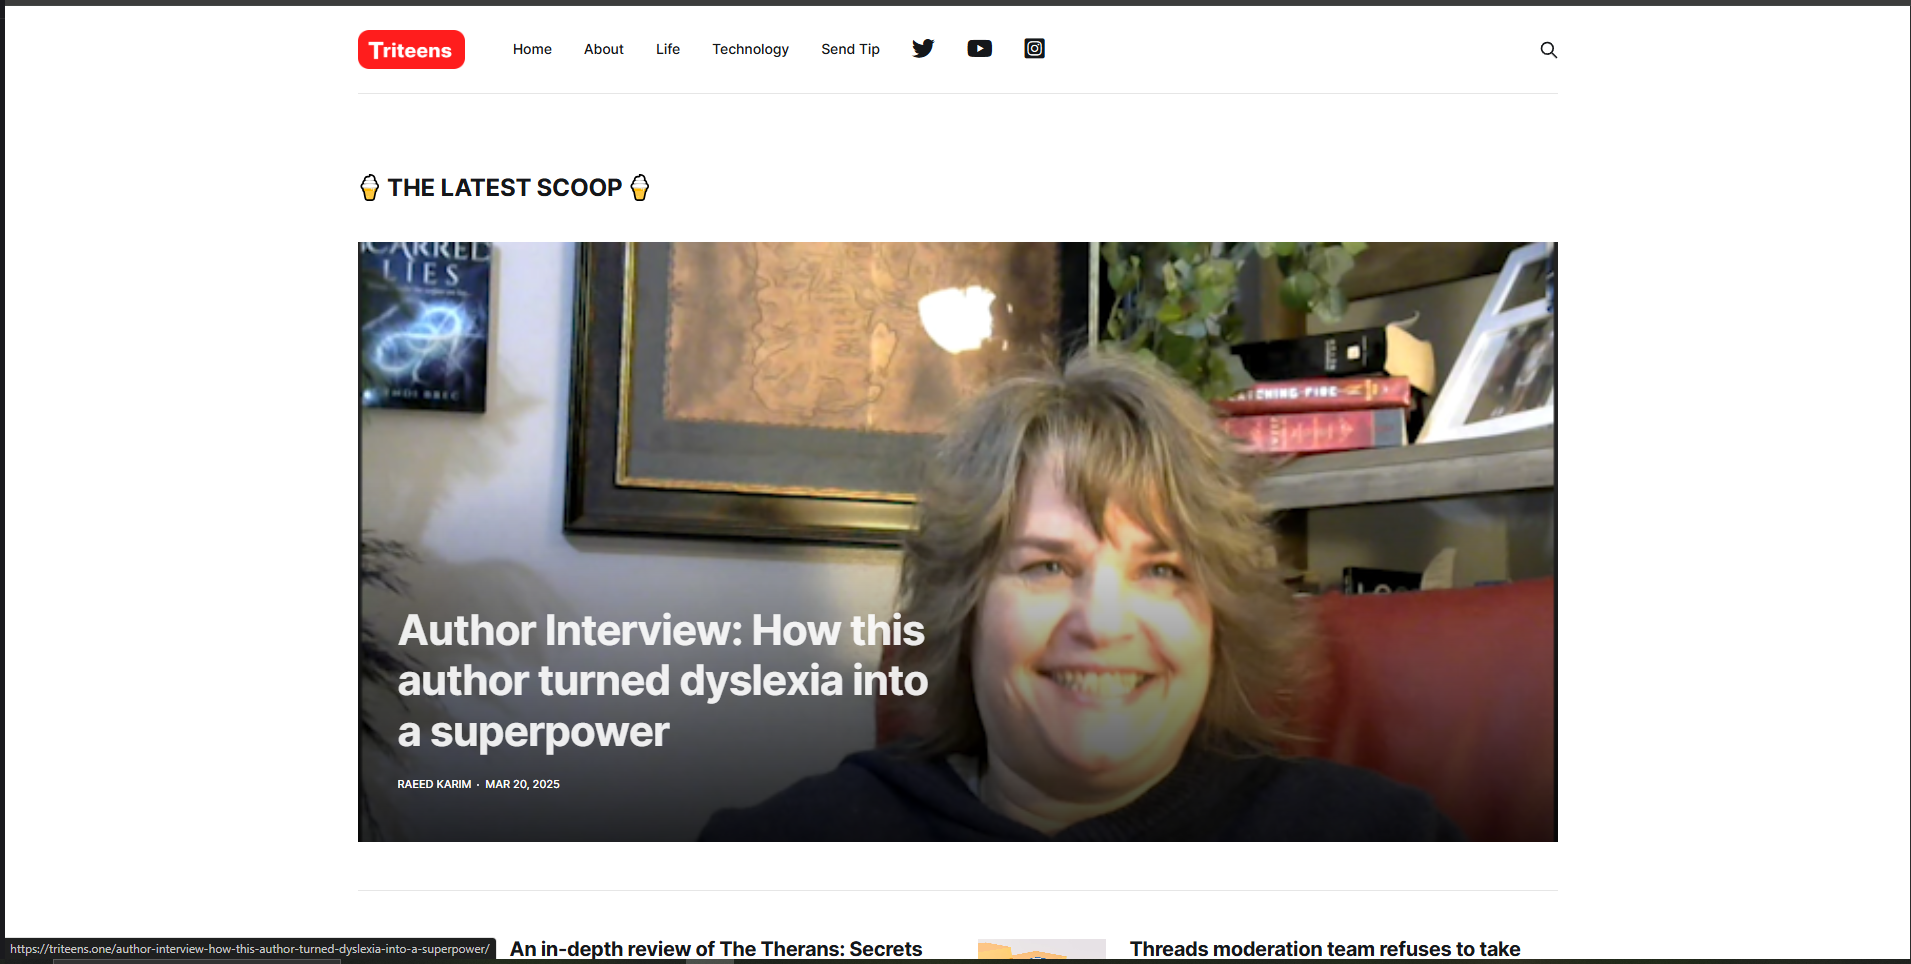 Triteens
Home
About
Life
Technology
Send Tip
THE LATEST SCOOP
LIES
CATCHING FIRE
Author Interview: How this
author turned dyslexia into
a superpower
RAEED KARIM · MAR 20, 2025
An in-depth review of The Therans: Secrets
Threads moderation team refuses to take
https://triteens.one/author-interview-how-this-author-turned-dyslexia-into-a-superpower/